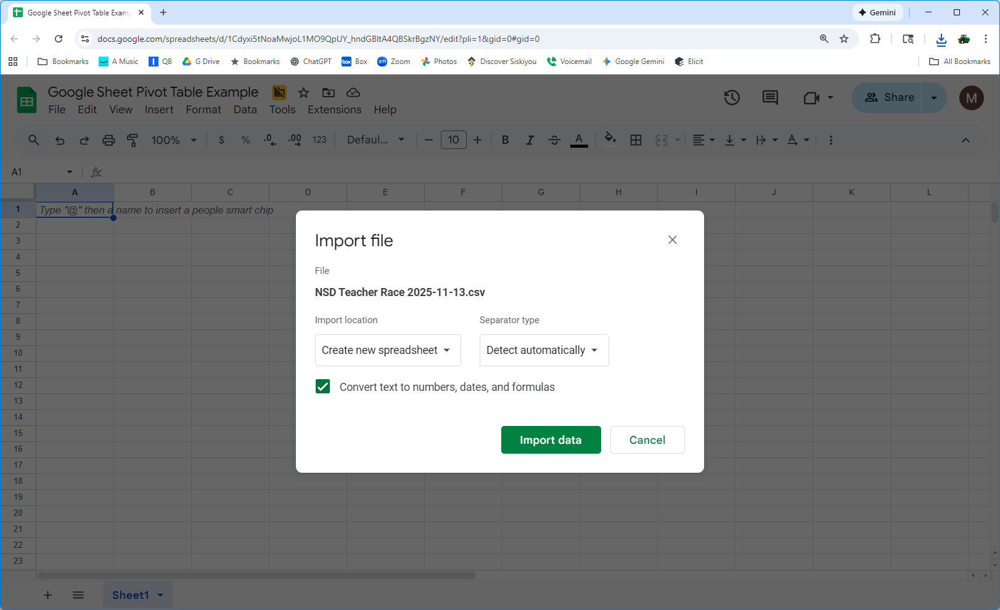 Google Sheet Pivot Table Examp
Gemini
docs.google.com/spreadsheets/d/1Cdyxi5tNoaMwjoL1MO9QpUY_hndGBltA4QBSkrBgzNY/edit?pli=1&gid=0#gid=0
Bookmarks A Music QB G Drive Bookmarks ChatGPT box Box zm Zoom Photos Discover Siskiyou Voicemail Google Gemini Elicit All Bookmarks
Google Sheet Pivot Table Example
File Edit View Insert Format Data Tools Extensions Help
Share
M
100% $ % .0 .00 123 Defaul... 10 B I S A A
A1 fx
A B C D E F G H I J K L
1 Type "@" then a name to insert a people smart chip
2
3
4
5
6
7
8
9
10
11
12
13
14
15
16
17
18
19
20
21
22
23
Import file
File
NSD Teacher Race 2025-11-13.csv
Import location Separator type
Create new spreadsheet Detect automatically
Convert text to numbers, dates, and formulas
Import data Cancel
Sheet1